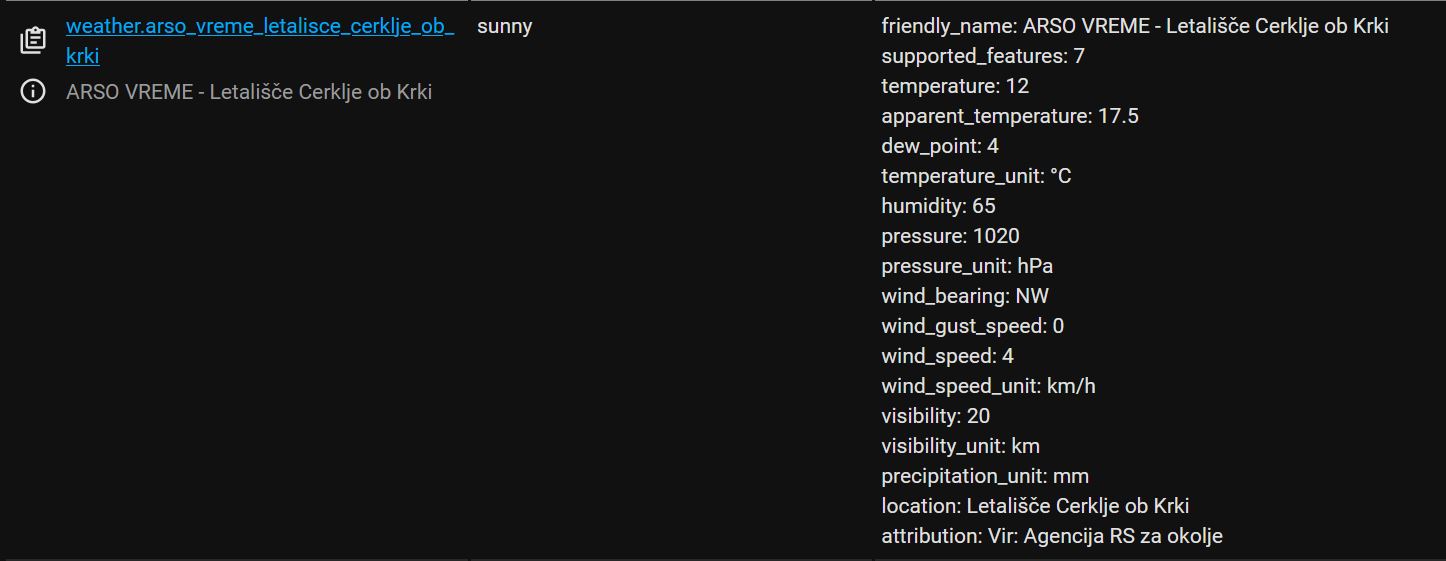 weather.arso_vreme_letalisce_cerklje_ob_
krki
ARSO VREME - Letališče Cerklje ob Krki
sunny
friendly_name: ARSO VREME - Letališče Cerklje ob Krki
supported_features: 7
temperature: 12
apparent_temperature: 17.5
dew_point: 4
temperature_unit: °C
humidity: 65
pressure: 1020
pressure_unit: hPa
wind_bearing: NW
wind_gust_speed: 0
wind_speed: 4
wind_speed_unit: km/h
visibility: 20
visibility_unit: km
precipitation_unit: mm
location: Letališče Cerklje ob Krki
attribution: Vir: Agencija RS za okolje